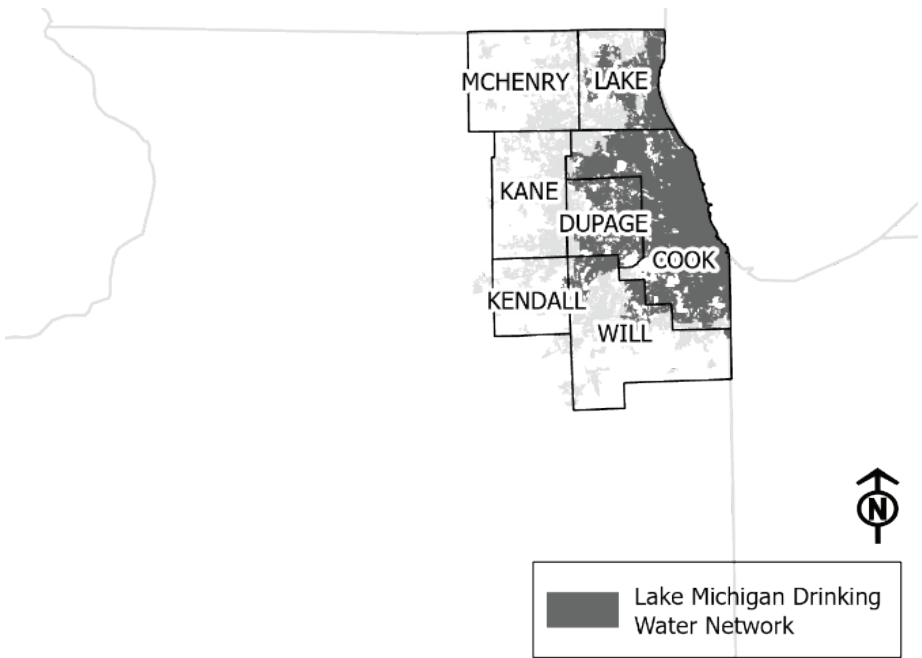 MCHENRY
LAKE
KANE
DUPAGE
COOK
KENDALL
WILL
N
Lake Michigan Drinking
Water Network